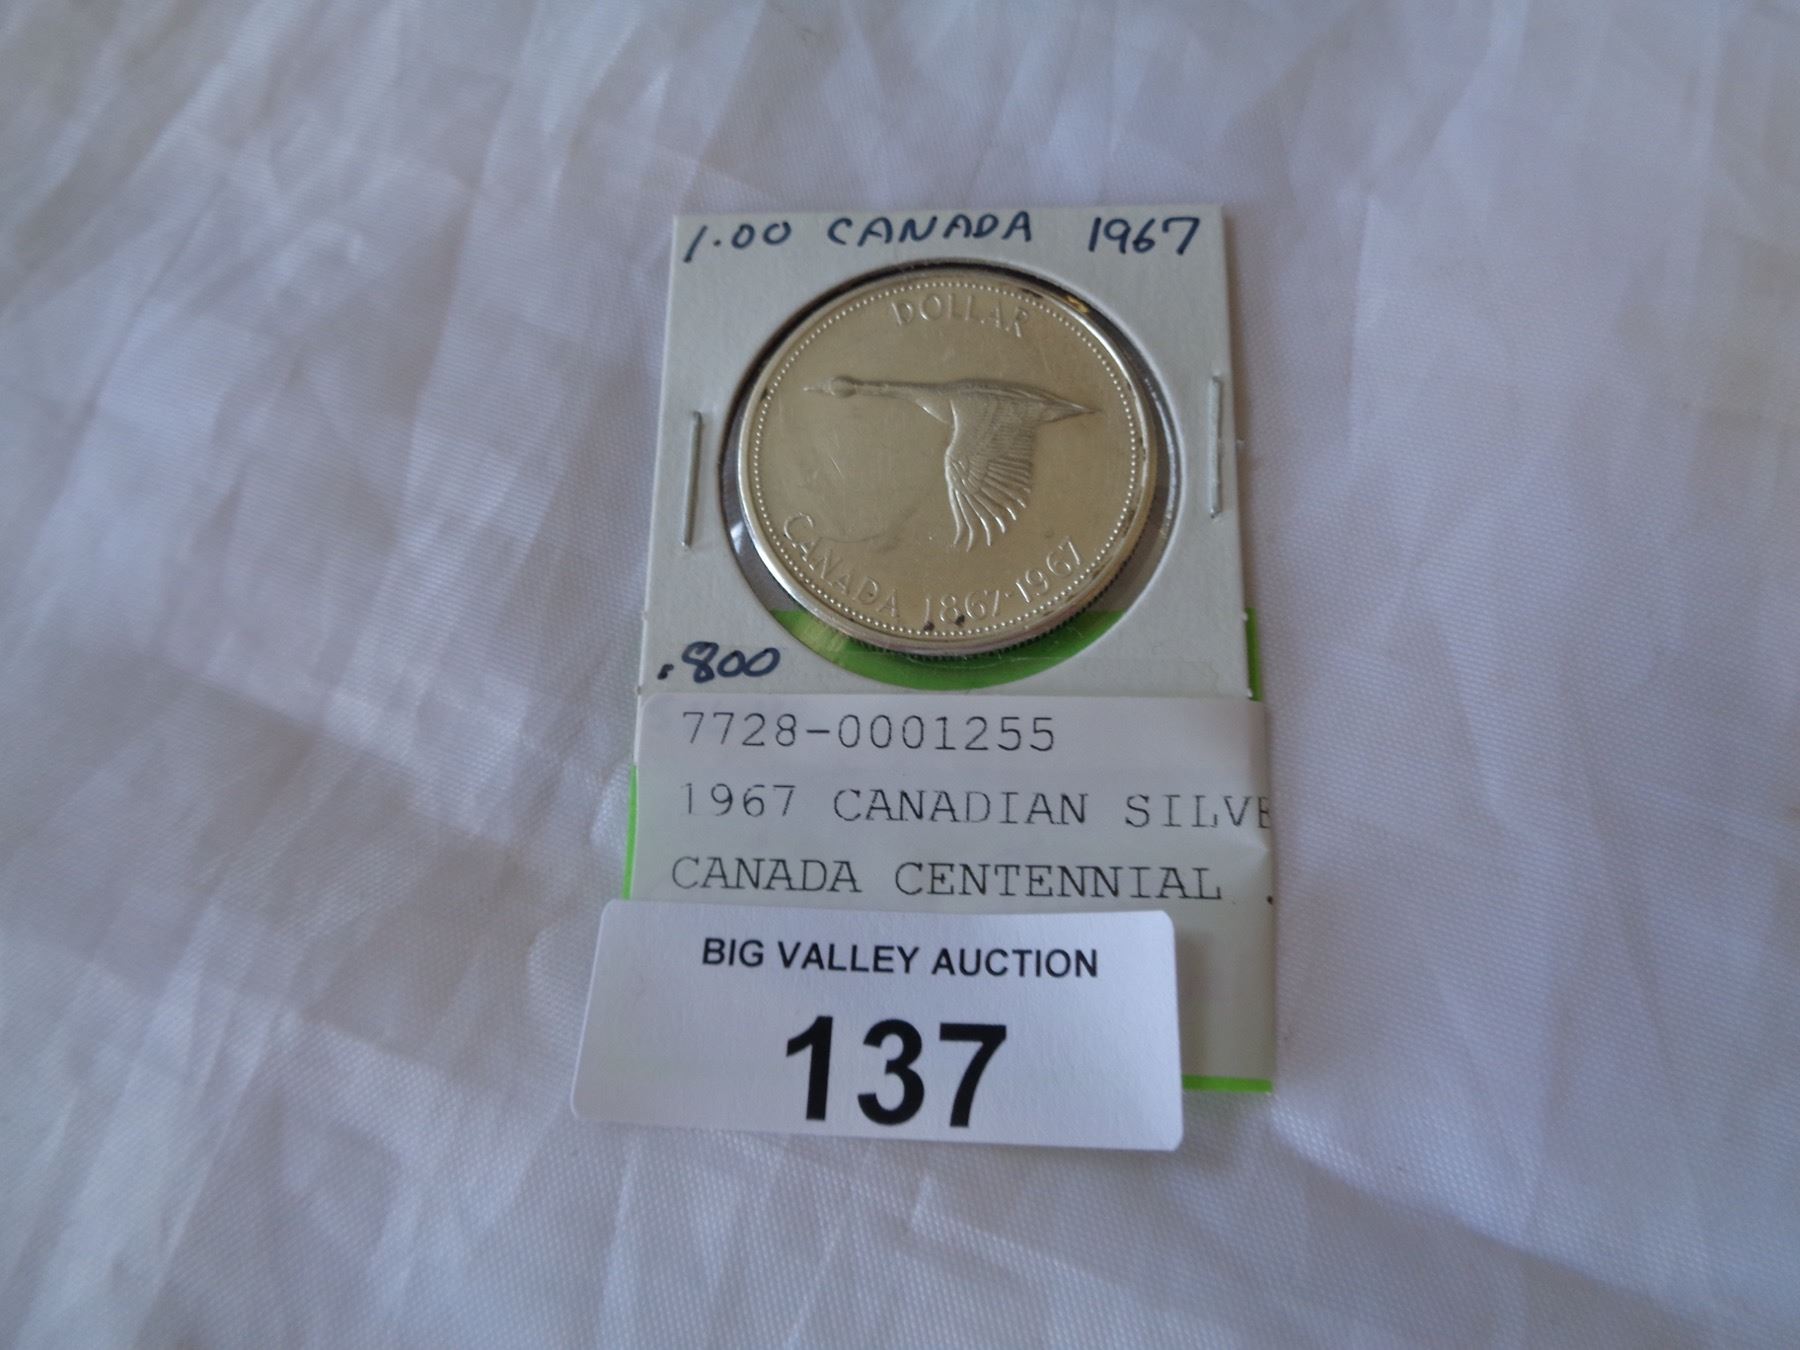 1.00 CANADA 1967
DOLLAR
CANADA 1867-1967
.800
7728-0001255
1967 CANADIAN SILVE
CANADA CENTENNIAL .
BIG VALLEY AUCTION
137